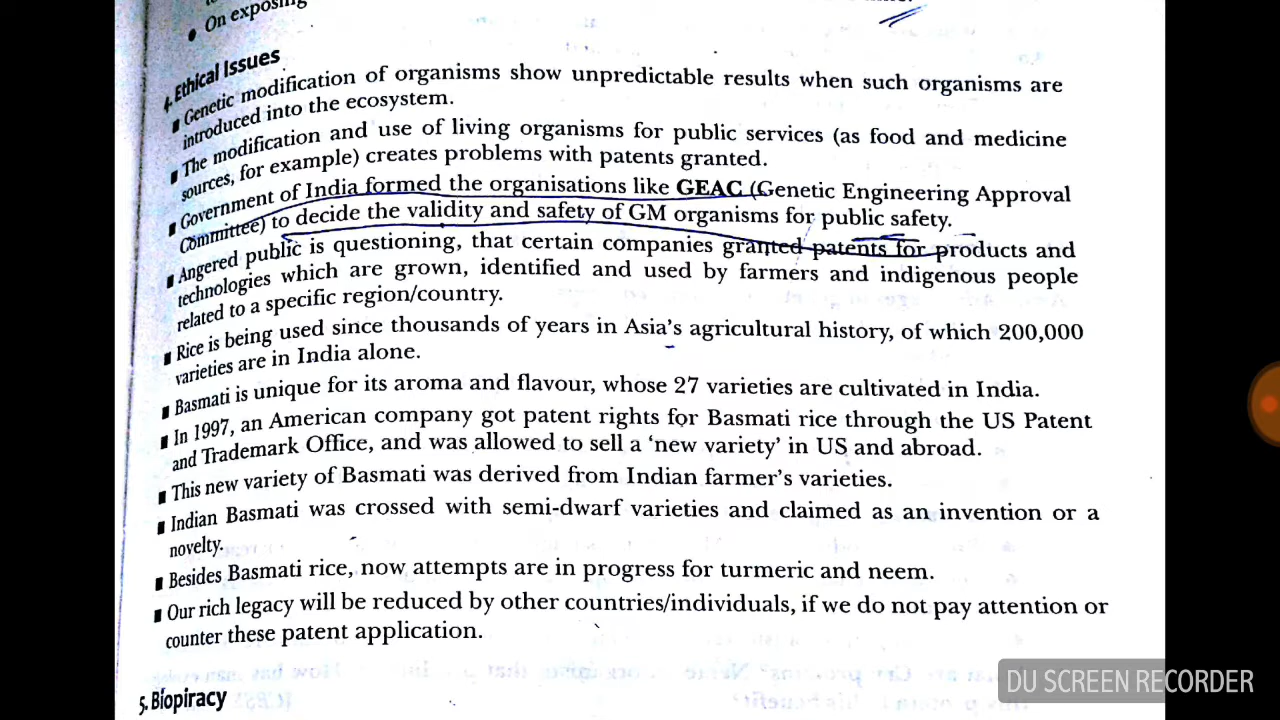 ● On exposing
4. Ethical Issues
■ Genetic modification of organisms show unpredictable results when such organisms are
introduced into the ecosystem.
■ The modification and use of living organisms for public services (as food and medicine
sources, for example) creates problems with patents granted.
■ Government of India formed the organisations like GEAC (Genetic Engineering Approval
Committee) to decide the validity and safety of GM organisms for public safety.
■ Angered public is questioning, that certain companies granted patents for products and
technologies which are grown, identified and used by farmers and indigenous people
related to a specific region/country.
■ Rice is being used since thousands of years in Asia's agricultural history, of which 200,000
varieties are in India alone.
■ Basmati is unique for its aroma and flavour, whose 27 varieties are cultivated in India.
■ In 1997, an American company got patent rights for Basmati rice through the US Patent
and Trademark Office, and was allowed to sell a ‘new variety’ in US and abroad.
■ This new variety of Basmati was derived from Indian farmer's varieties.
■ Indian Basmati was crossed with semi-dwarf varieties and claimed as an invention or a
novelty.
■ Besides Basmati rice, now attempts are in progress for turmeric and neem.
■ Our rich legacy will be reduced by other countries/individuals, if we do not pay attention or
counter these patent application.
5. Biopiracy
DU SCREEN RECORDER